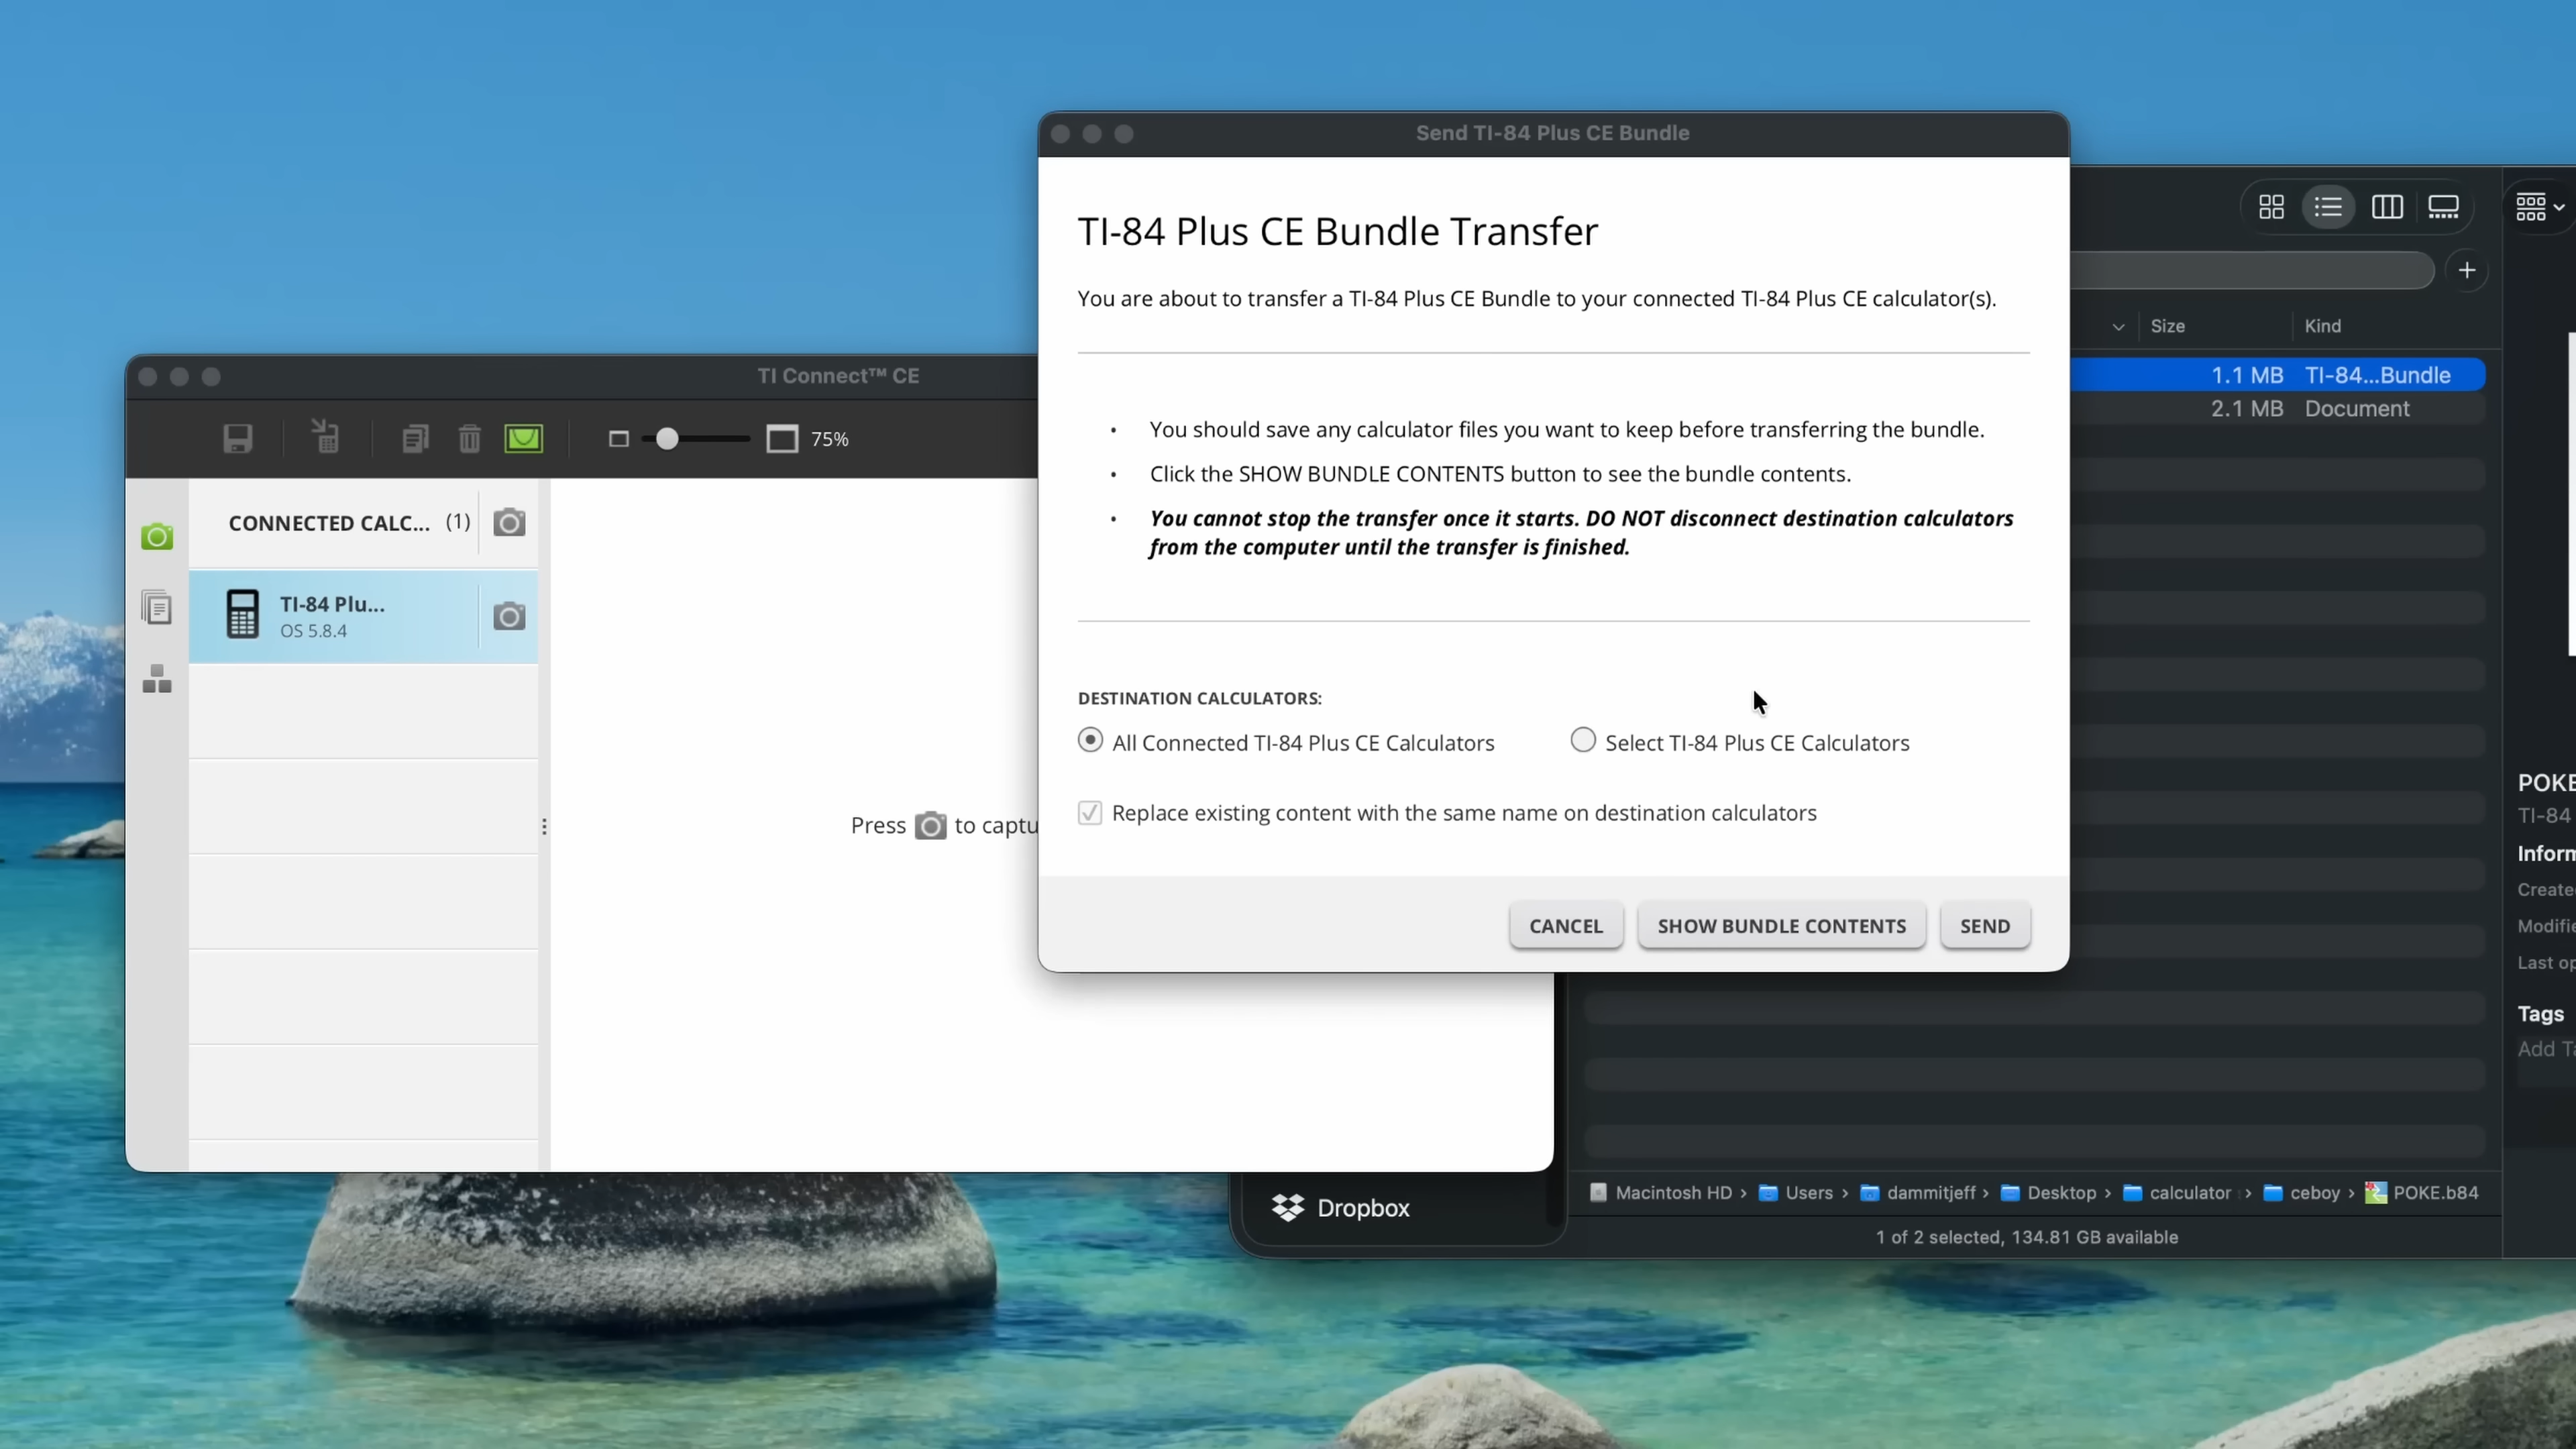 Send TI-84 Plus CE Bundle
TI-84 Plus CE Bundle Transfer
You are about to transfer a TI-84 Plus CE Bundle to your connected TI-84 Plus CE calculator(s).
• You should save any calculator files you want to keep before transferring the bundle.
• Click the SHOW BUNDLE CONTENTS button to see the bundle contents.
• You cannot stop the transfer once it starts. DO NOT disconnect destination calculators
from the computer until the transfer is finished.
DESTINATION CALCULATORS:
All Connected TI-84 Plus CE Calculators
Select TI-84 Plus CE Calculators
Replace existing content with the same name on destination calculators
CANCEL
SHOW BUNDLE CONTENTS
SEND
TI Connect™ CE
75%
CONNECTED CALC... (1)
TI-84 Plu...
OS 5.8.4
Press to captu
Size
Kind
1.1 MB TI-84...Bundle
2.1 MB Document
POKE
TI-84
Inform
Create
Modifie
Last op
Tags
Add Ta
Dropbox
Macintosh HD › Users › dammitjeff › Desktop › calculator › ceboy › POKE.b84
1 of 2 selected, 134.81 GB available